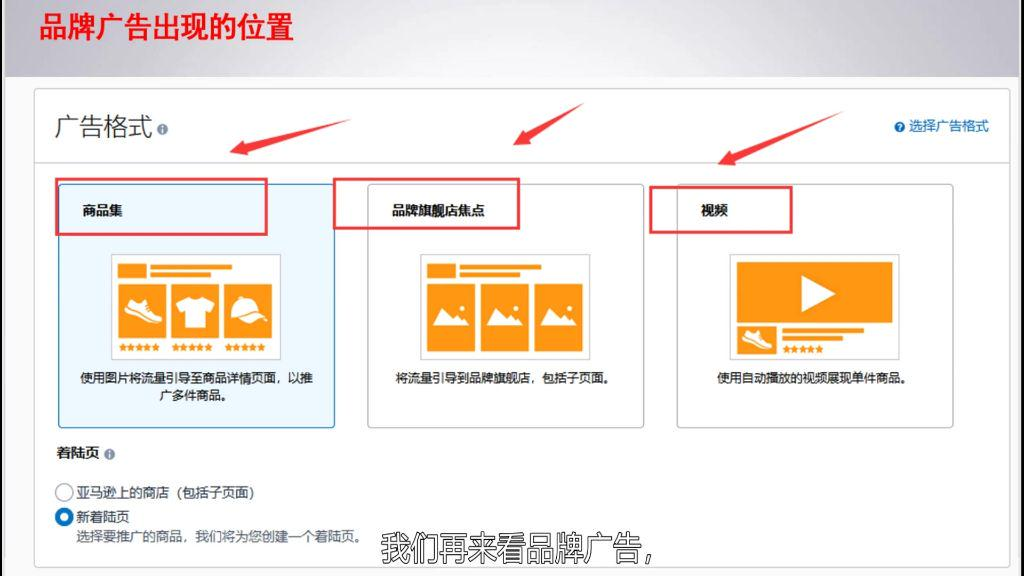 品牌广告出现的位置
广告格式
选择广告格式
商品集
品牌旗舰店焦点
视频
使用图片将流量引导至商品详情页面，以推
广多件商品。
将流量引导到品牌旗舰店，包括子页面。
使用自动播放的视频展现单件商品。
着陆页
亚马逊上的商店（包括子页面）
新着陆页
选择要推广的商品，我们将为您创建一个着陆页。
我们再来看品牌广告，